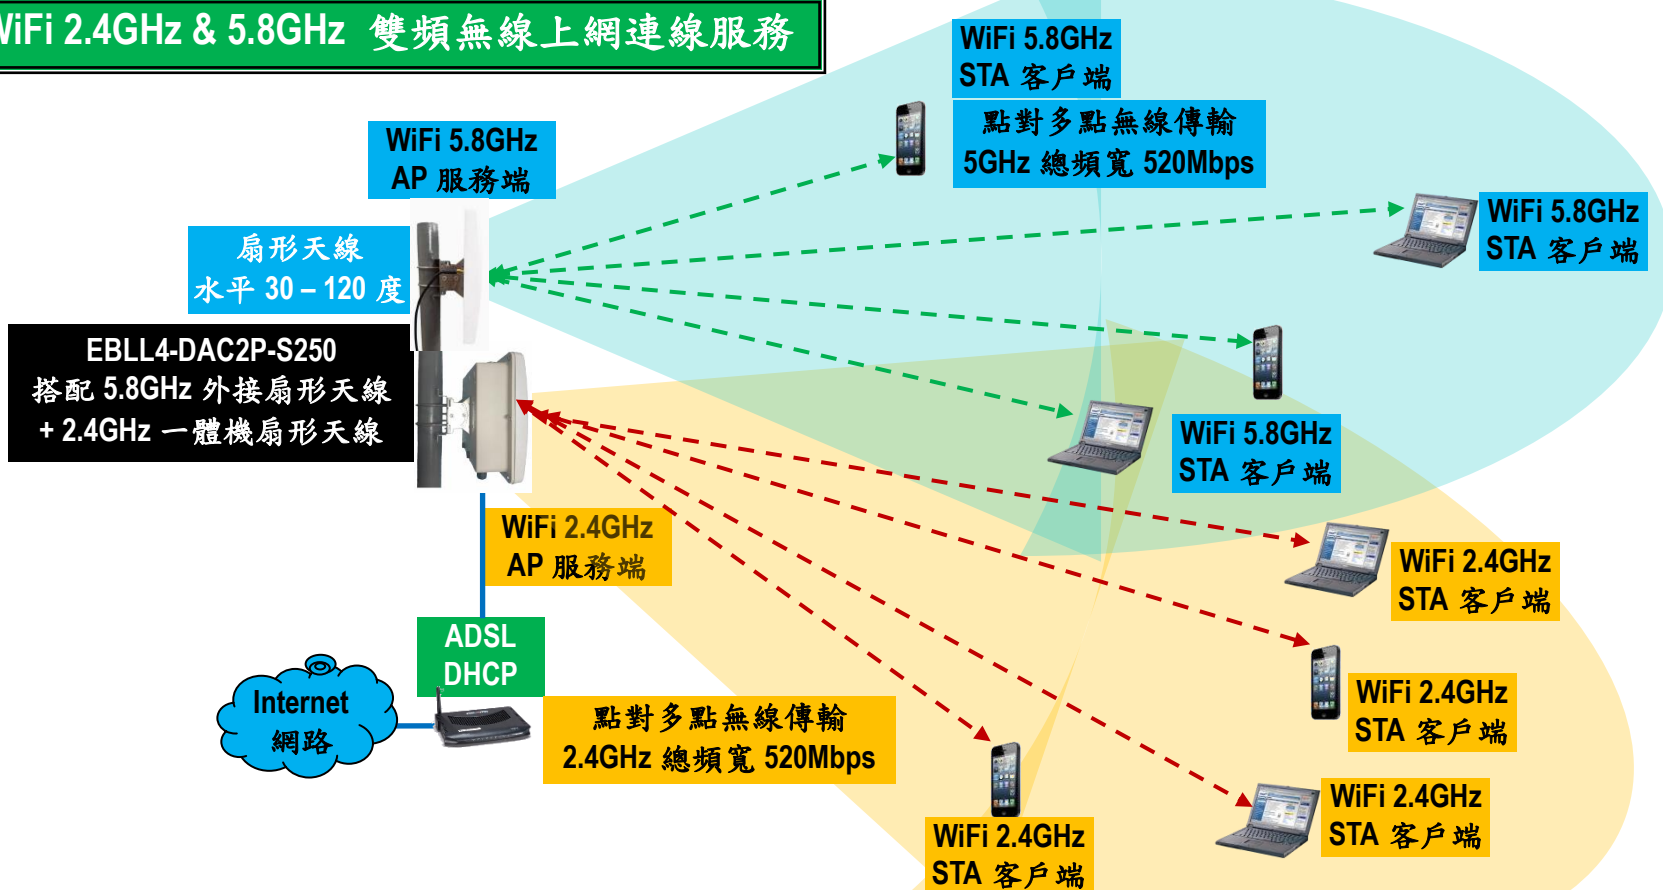 WiFi 2.4GHz & 5.8GHz 雙頻無線上網連線服務
WiFi 5.8GHz
STA 客戶端
點對多點無線傳輸
5GHz 總頻寬 520Mbps
WiFi 5.8GHz
AP 服務端
WiFi 5.8GHz
STA 客戶端
扇形天線
水平 30 – 120 度
EBLL4-DAC2P-S250
搭配 5.8GHz 外接扇形天線
+ 2.4GHz 一體機扇形天線
WiFi 5.8GHz
STA 客戶端
WiFi 2.4GHz
AP 服務端
WiFi 2.4GHz
STA 客戶端
ADSL
DHCP
Internet
網路
WiFi 2.4GHz
STA 客戶端
點對多點無線傳輸
2.4GHz 總頻寬 520Mbps
WiFi 2.4GHz
STA 客戶端
WiFi 2.4GHz
STA 客戶端